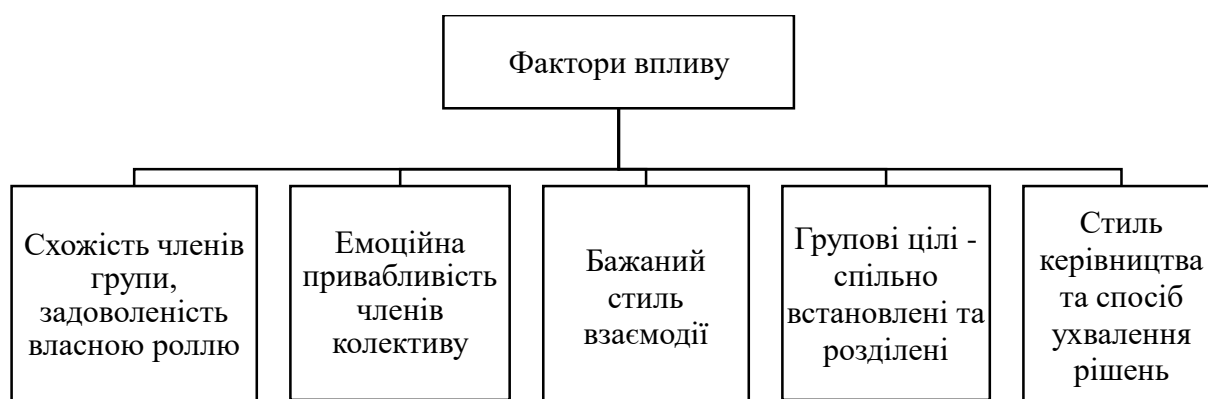 Фактори впливу
Схожість членів
групи,
задоволеність
власною роллю
Емоційна
привабливість
членів
колективу
Бажаний
стиль
взаємодії
Групові цілі -
спільно
встановлені та
розділені
Стиль
керівництва
та спосіб
ухвалення
рішень